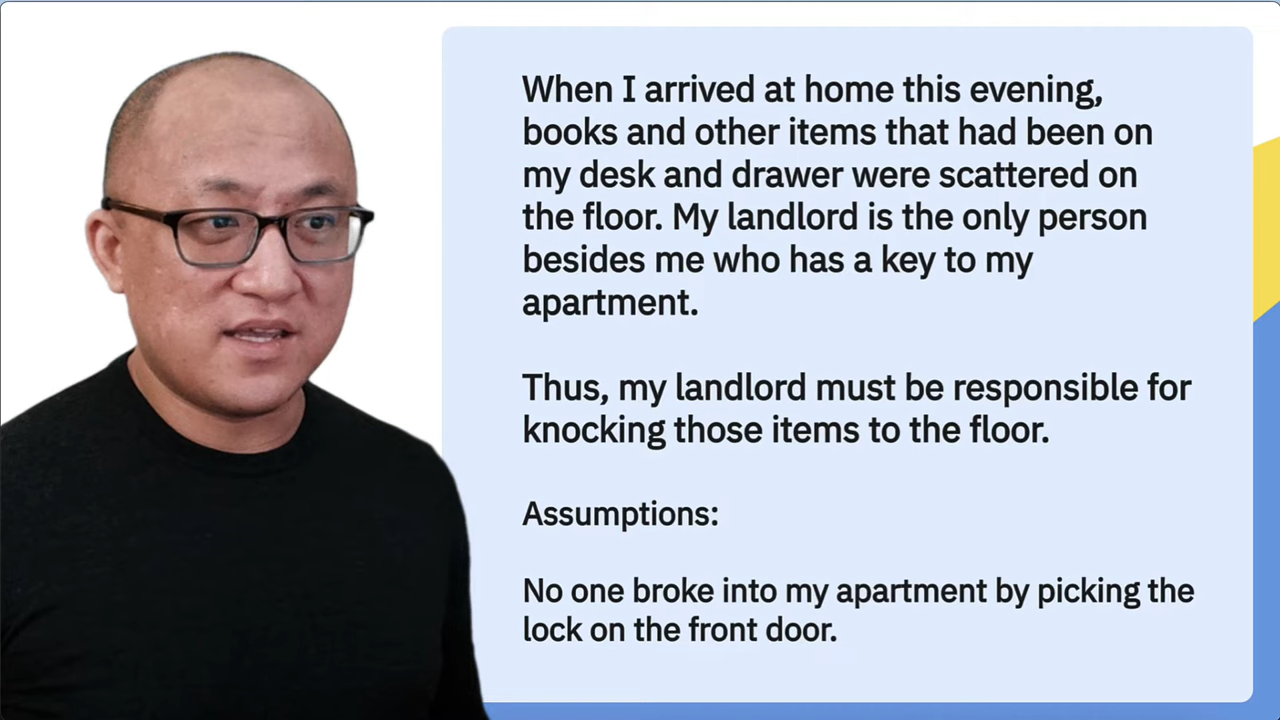 When I arrived at home this evening,
books and other items that had been on
my desk and drawer were scattered on
the floor. My landlord is the only person
besides me who has a key to my
apartment.
Thus, my landlord must be responsible for
knocking those items to the floor.
Assumptions:
No one broke into my apartment by picking the
lock on the front door.